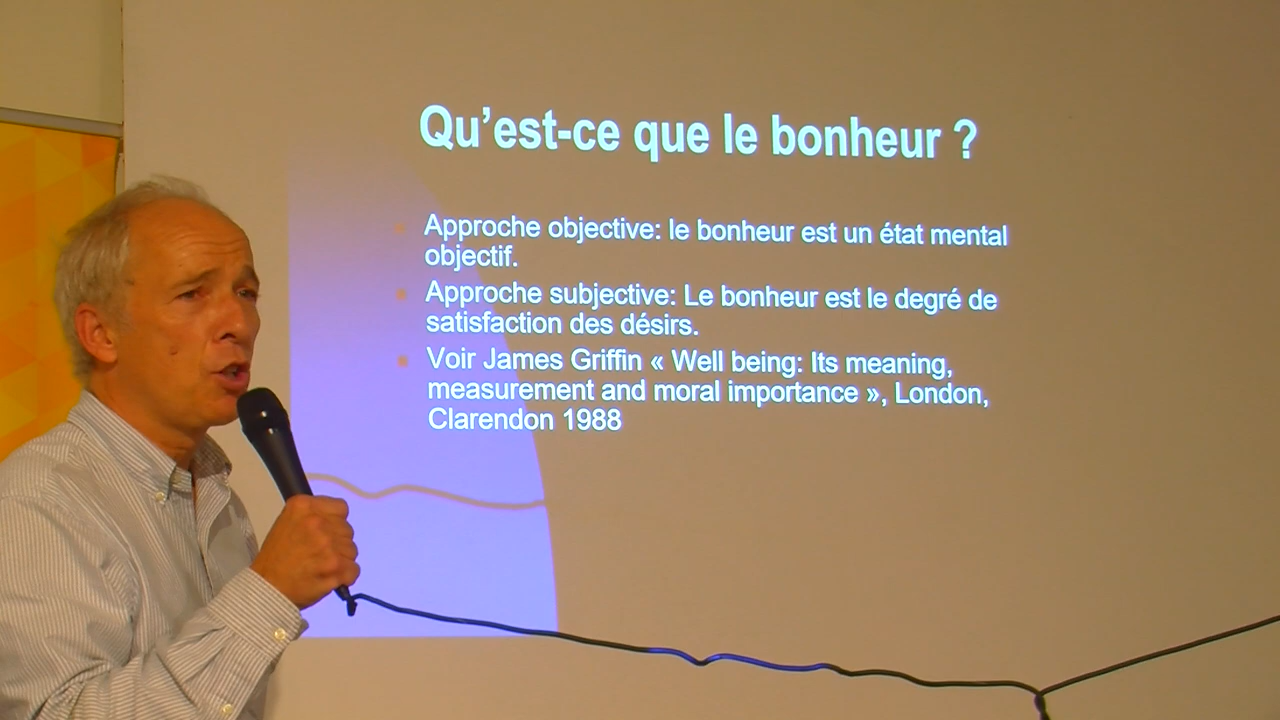 Qu’est-ce que le bonheur ?
Approche objective: le bonheur est un état mental
objectif.
Approche subjective: Le bonheur est le degré de
satisfaction des désirs.
Voir James Griffin « Well being: Its meaning,
measurement and moral importance », London,
Clarendon 1988